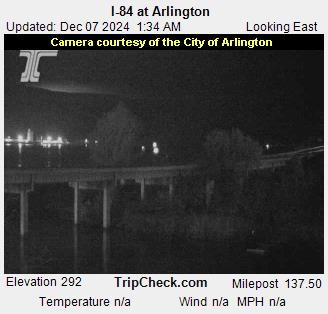 I-84 at Arlington
Updated: Dec 07 2024 1:34 AM Looking East
Camera courtesy of the City of Arlington
Elevation 292 TripCheck.com Milepost 137.50
Temperature n/a Wind n/a MPH n/a